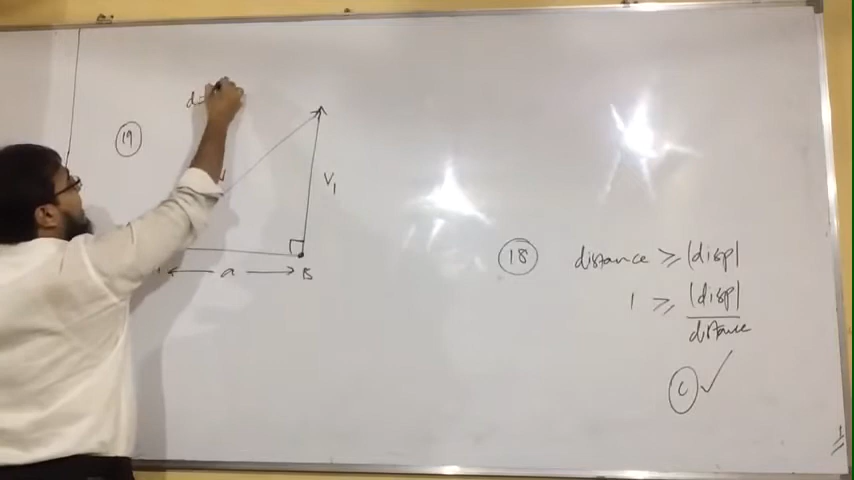 19
d=
V₁
a
B
18
distance ≥ |disp|
1 ≥ |disp|
distance
C ✓